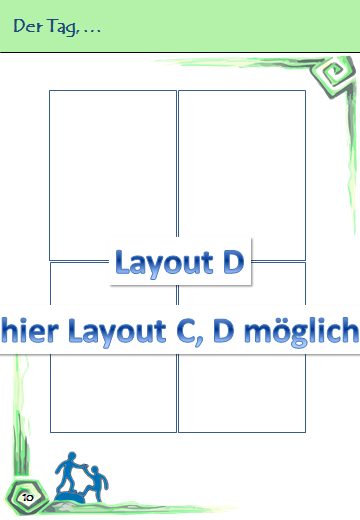 Der Tag,…
Layout D
hier Layout C, D möglich
10